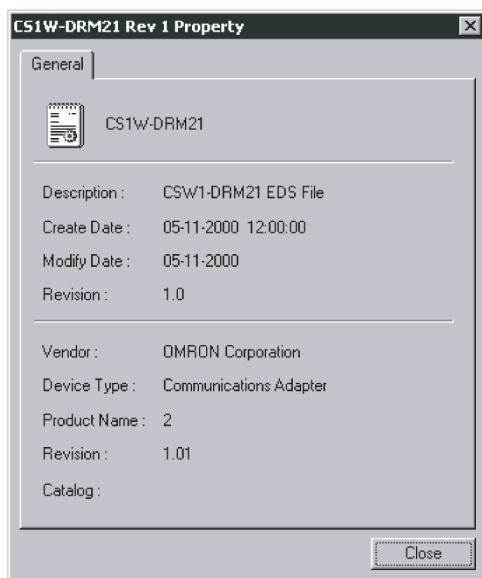 CS1W-DRM21 Rev 1 Property
General
CS1W-DRM21
Description : CSW1-DRM21 EDS File
Create Date : 05-11-2000 12:00:00
Modify Date : 05-11-2000
Revision : 1.0
Vendor : OMRON Corporation
Device Type : Communications Adapter
Product Name : 2
Revision : 1.01
Catalog :
Close